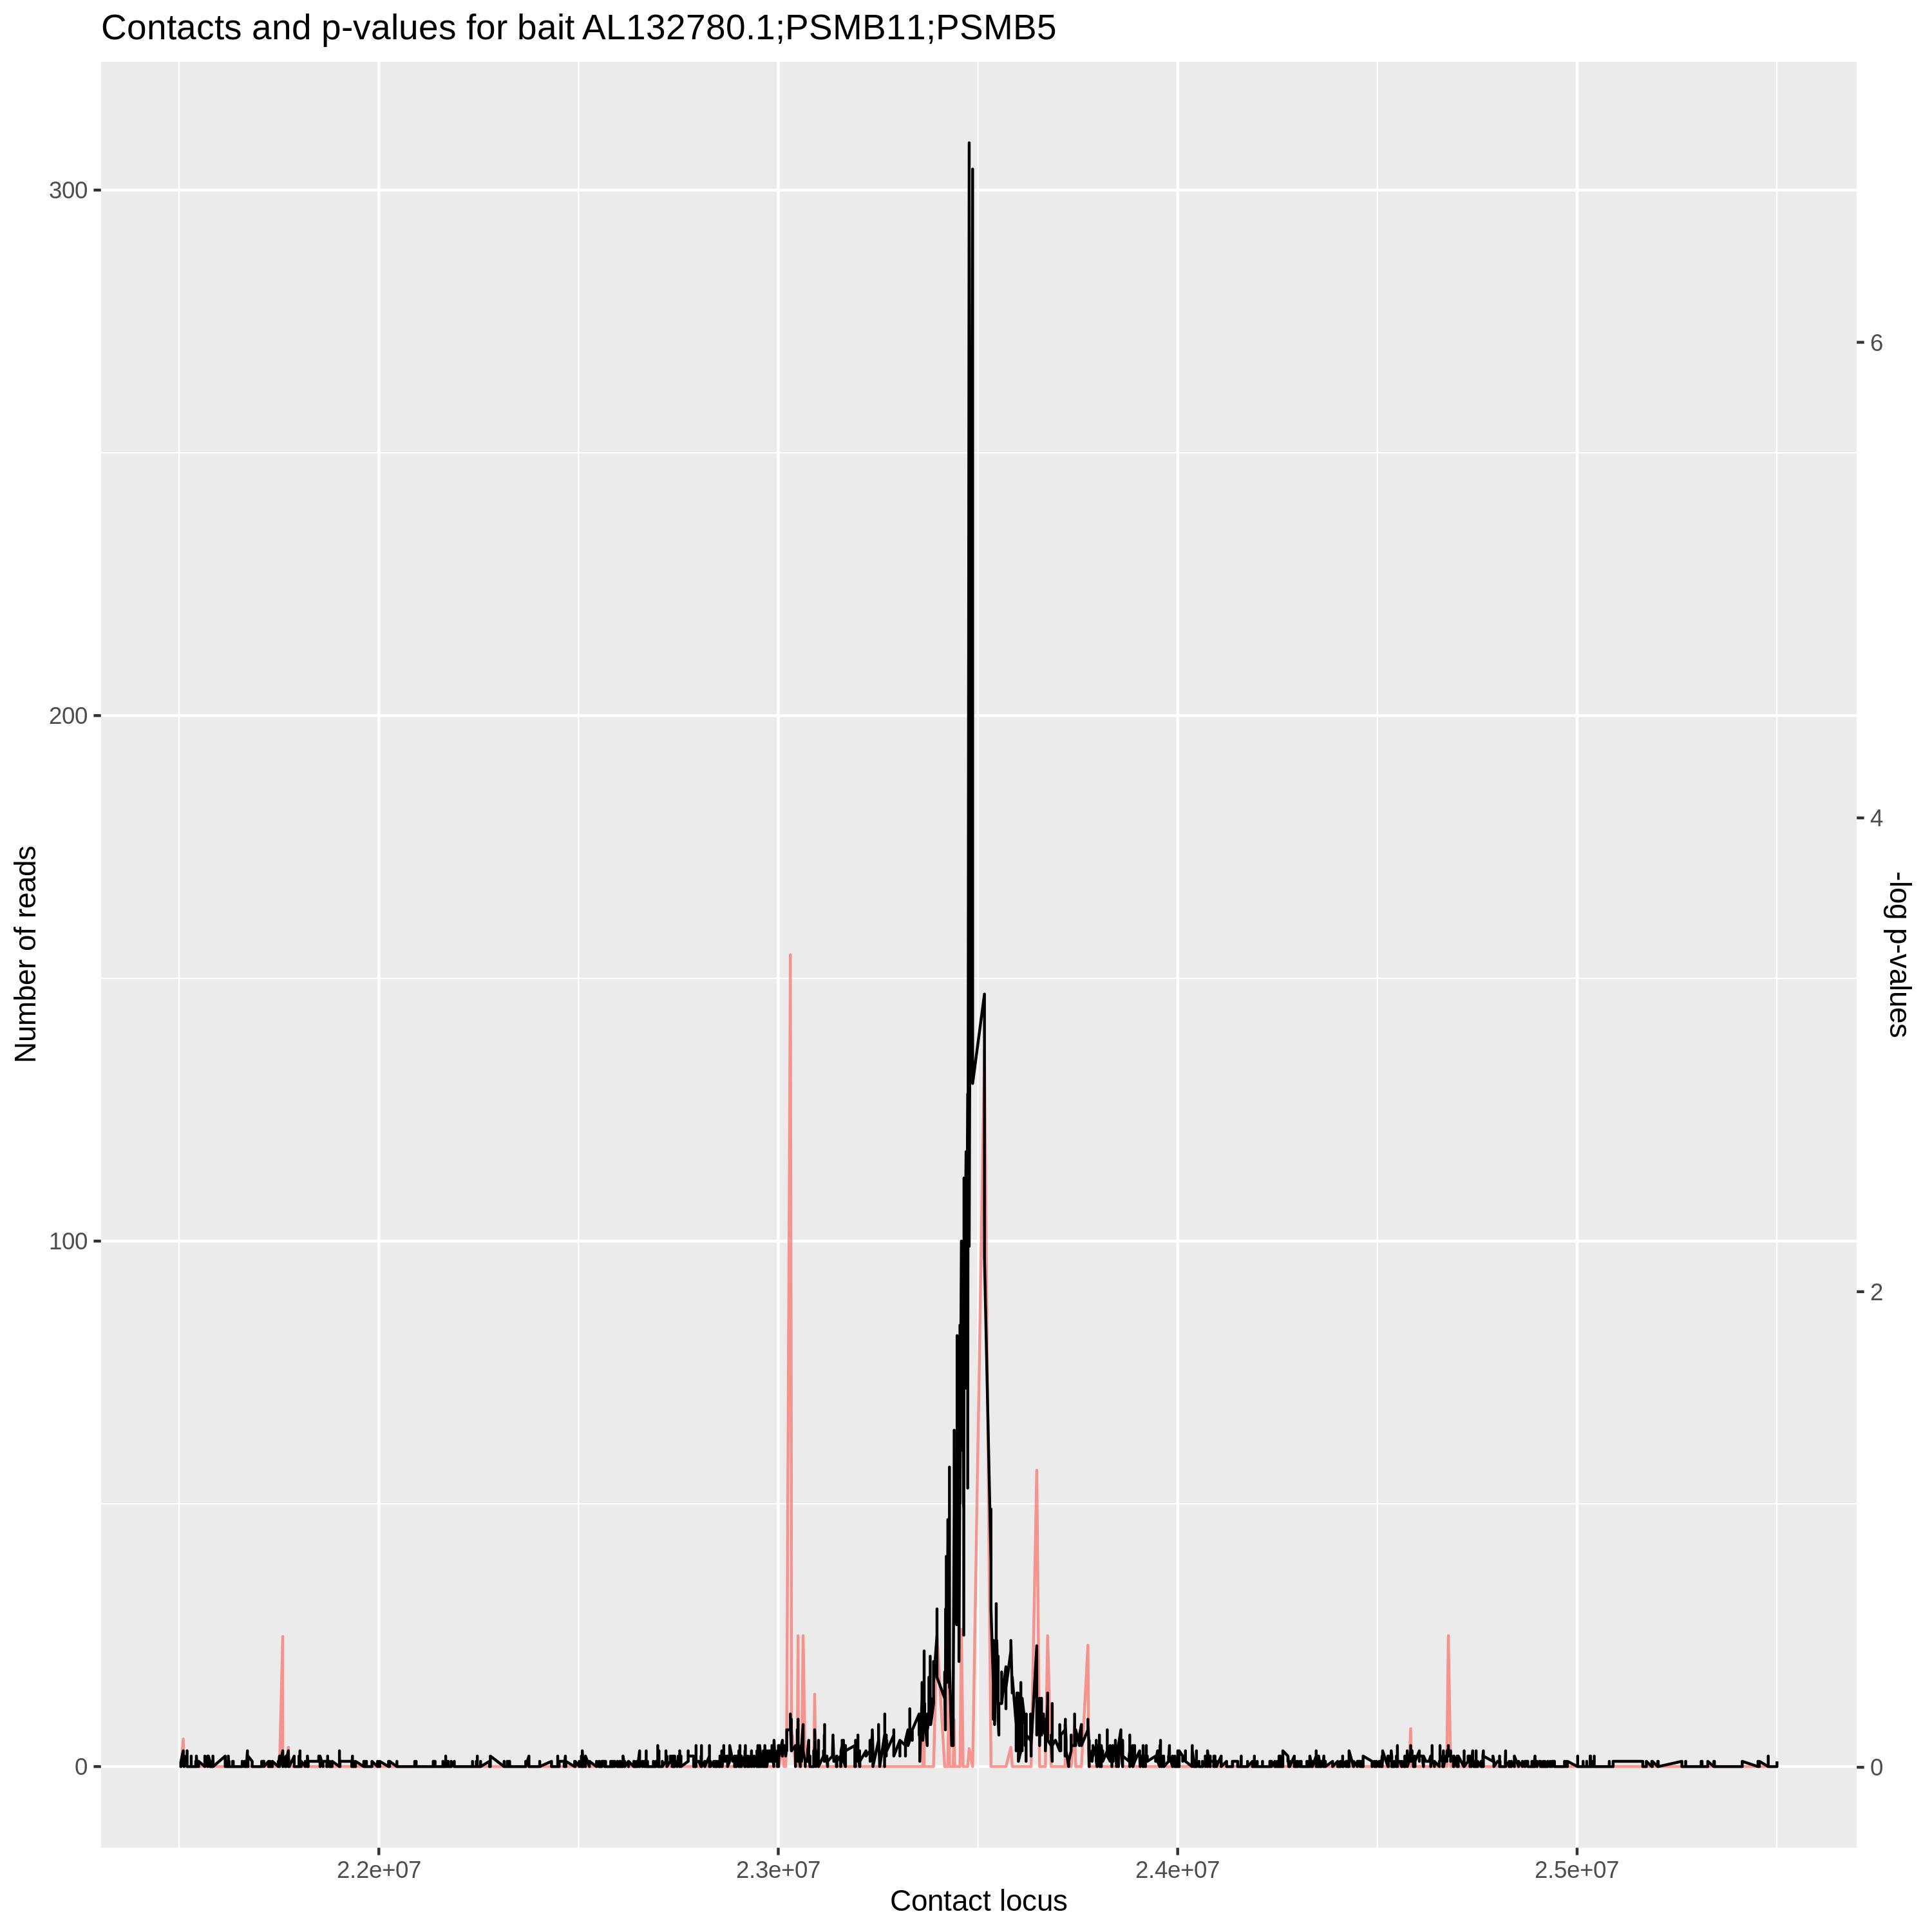 Contacts and p-values for bait AL132780.1;PSMB11;PSMB5
300
200
100
0
Number of reads
6
4
2
0
-log p-values
2.2e+07
2.3e+07
2.4e+07
2.5e+07
Contact locus